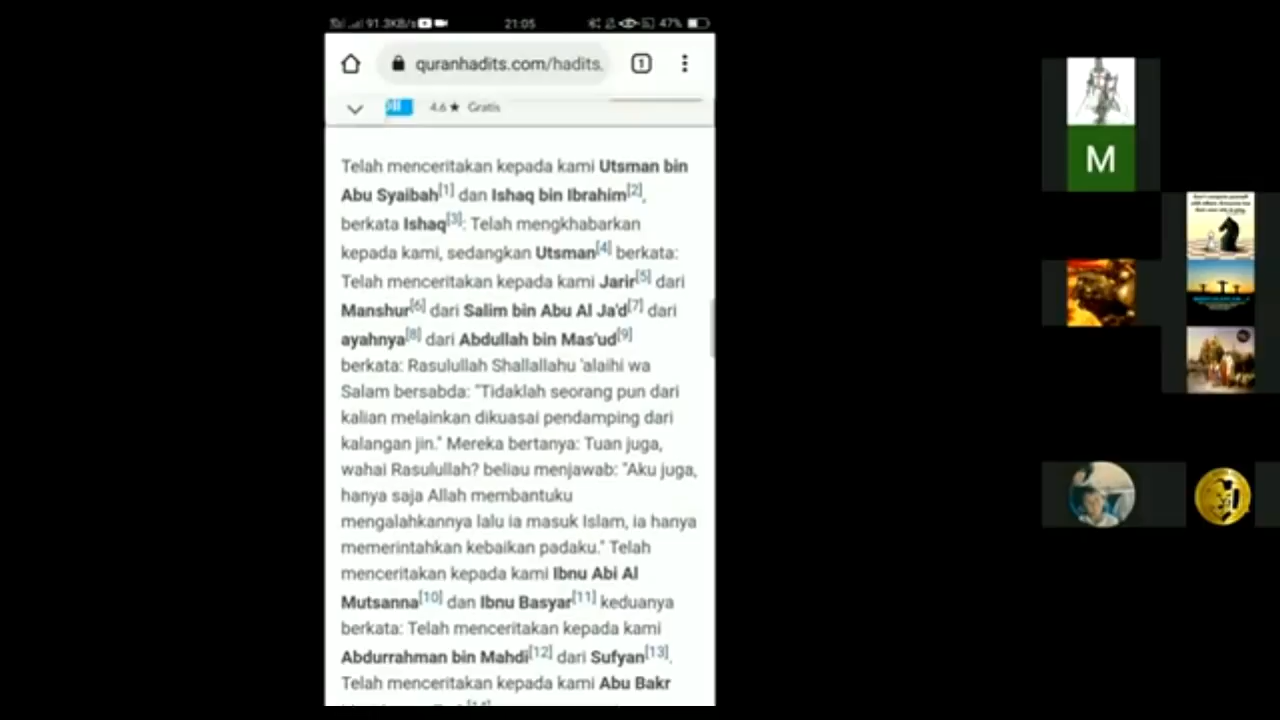 91.3KB/s
21:05
47%
quranhadits.com/hadits.
1
4.6 ★ Gratis
Telah menceritakan kepada kami Utsman bin
Abu Syaibah[1] dan Ishaq bin Ibrahim[2],
berkata Ishaq[3]: Telah mengkhabarkan
kepada kami, sedangkan Utsman[4] berkata:
Telah menceritakan kepada kami Jarir[5] dari
Manshur[6] dari Salim bin Abu Al Ja'd[7] dari
ayahnya[8] dari Abdullah bin Mas'ud[9]
berkata: Rasulullah Shallallahu 'alaihi wa
Salam bersabda: "Tidaklah seorang pun dari
kalian melainkan dikuasai pendamping dari
kalangan jin." Mereka bertanya: Tuan juga,
wahai Rasulullah? beliau menjawab: "Aku juga,
hanya saja Allah membantuku
mengalahkannya lalu ia masuk Islam, ia hanya
memerintahkan kebaikan padaku." Telah
menceritakan kepada kami Ibnu Abi Al
Mutsanna[10] dan Ibnu Basyar[11] keduanya
berkata: Telah menceritakan kepada kami
Abdurrahman bin Mahdi[12] dari Sufyan[13].
Telah menceritakan kepada kami Abu Bakr
M